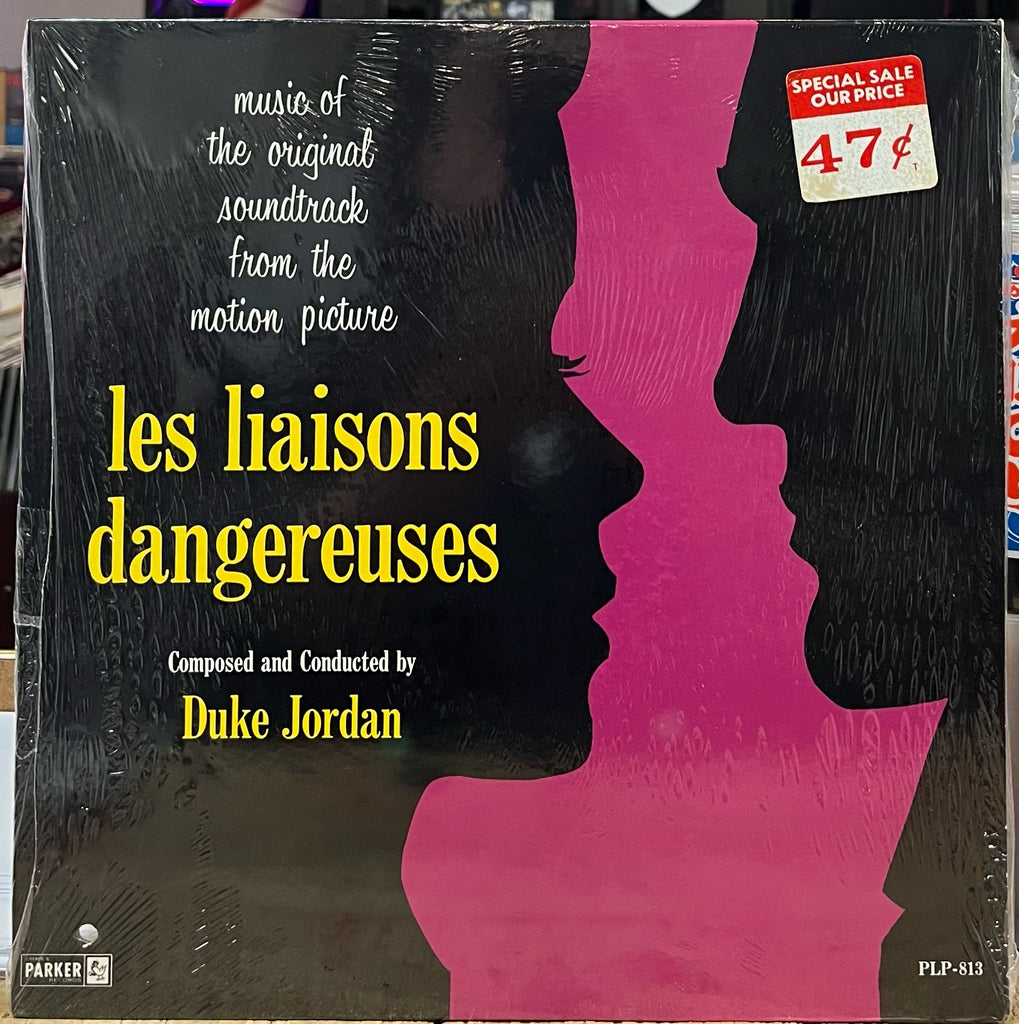 music of
the original
soundtrack
from the
motion picture
SPECIAL SALE
OUR PRICE
47¢
T
les liaisons
dangereuses
Composed and Conducted by
Duke Jordan
PARKER
RECORDS
PLP-813